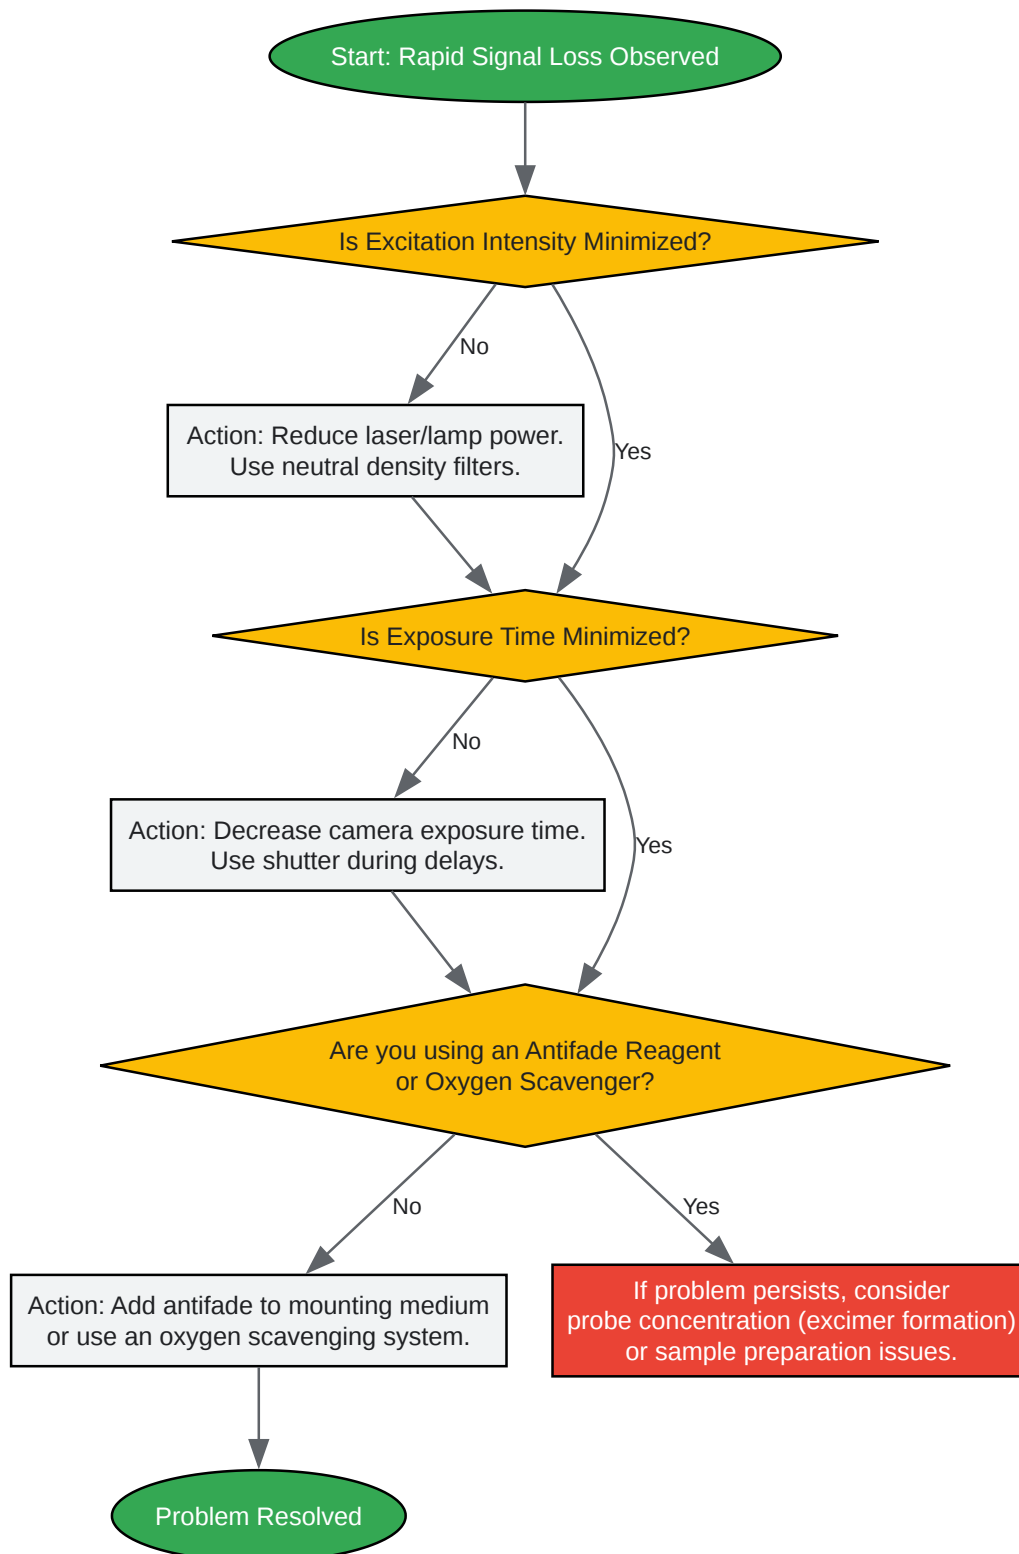 Start: Rapid Signal Loss Observed
Is Excitation Intensity Minimized?
No
Action: Reduce laser/lamp power.
Use neutral density filters.
Yes
Is Exposure Time Minimized?
No
Action: Decrease camera exposure time.
Use shutter during delays.
Yes
Are you using an Antifade Reagent
or Oxygen Scavenger?
No
Yes
Action: Add antifade to mounting medium
or use an oxygen scavenging system.
If problem persists, consider
probe concentration (excimer formation)
or sample preparation issues.
Problem Resolved